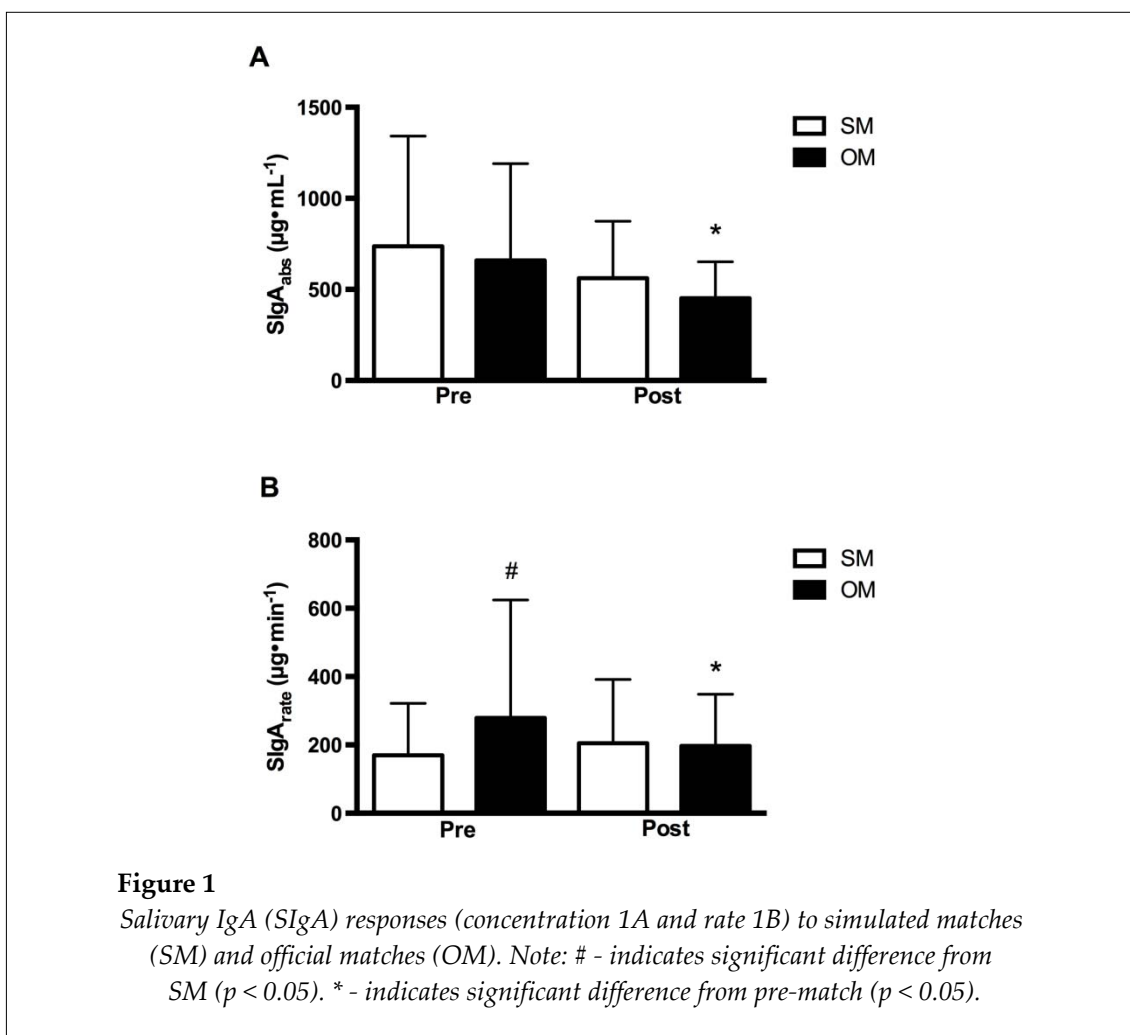 A
1500
1000
500
0
SIgA_abs (µg•mL⁻¹)
SM
OM
*
Pre Post
B
800
600
400
200
0
SIgA_rate (µg•min⁻¹)
SM
OM
#
*
Pre Post
Figure 1
Salivary IgA (SIgA) responses (concentration 1A and rate 1B) to simulated matches
(SM) and official matches (OM). Note: # - indicates significant difference from
SM (p < 0.05). * - indicates significant difference from pre-match (p < 0.05).